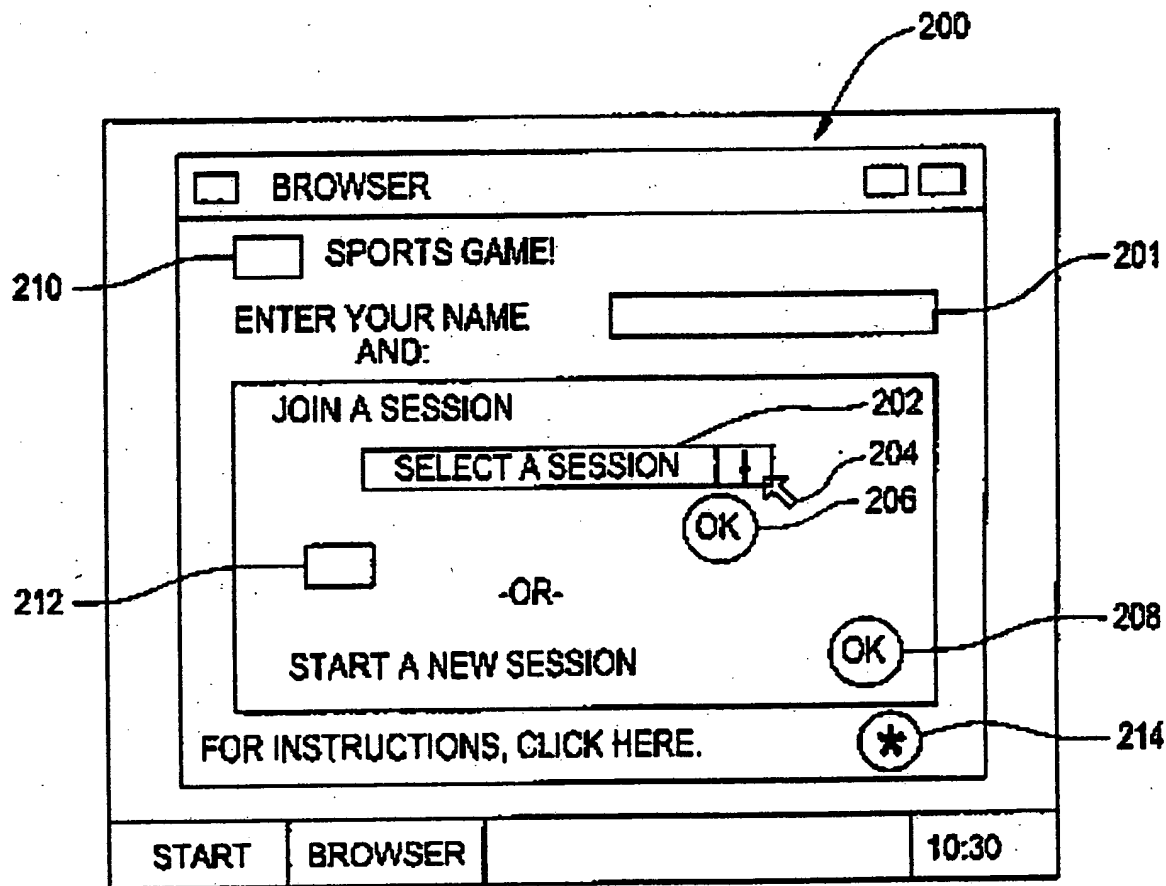 200
BROWSER
210
SPORTS GAME!
201
ENTER YOUR NAME
AND:
JOIN A SESSION
202
SELECT A SESSION
204
206
OK
212
-OR-
208
OK
START A NEW SESSION
FOR INSTRUCTIONS, CLICK HERE.
*
214
START
BROWSER
10:30